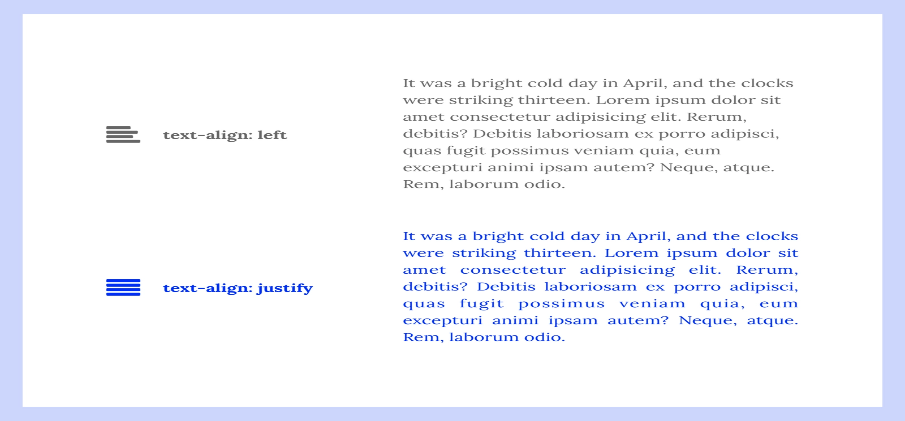 text-align: left
It was a bright cold day in April, and the clocks
were striking thirteen. Lorem ipsum dolor sit
amet consectetur adipisicing elit. Rerum,
debitis? Debitis laboriosam ex porro adipisci,
quas fugit possimus veniam quia, eum
excepturi animi ipsam autem? Neque, atque.
Rem, laborum odio.
text-align: justify
It was a bright cold day in April, and the clocks
were striking thirteen. Lorem ipsum dolor sit
amet consectetur adipisicing elit. Rerum,
debitis? Debitis laboriosam ex porro adipisci,
quas fugit possimus veniam quia, eum
excepturi animi ipsam autem? Neque, atque.
Rem, laborum odio.